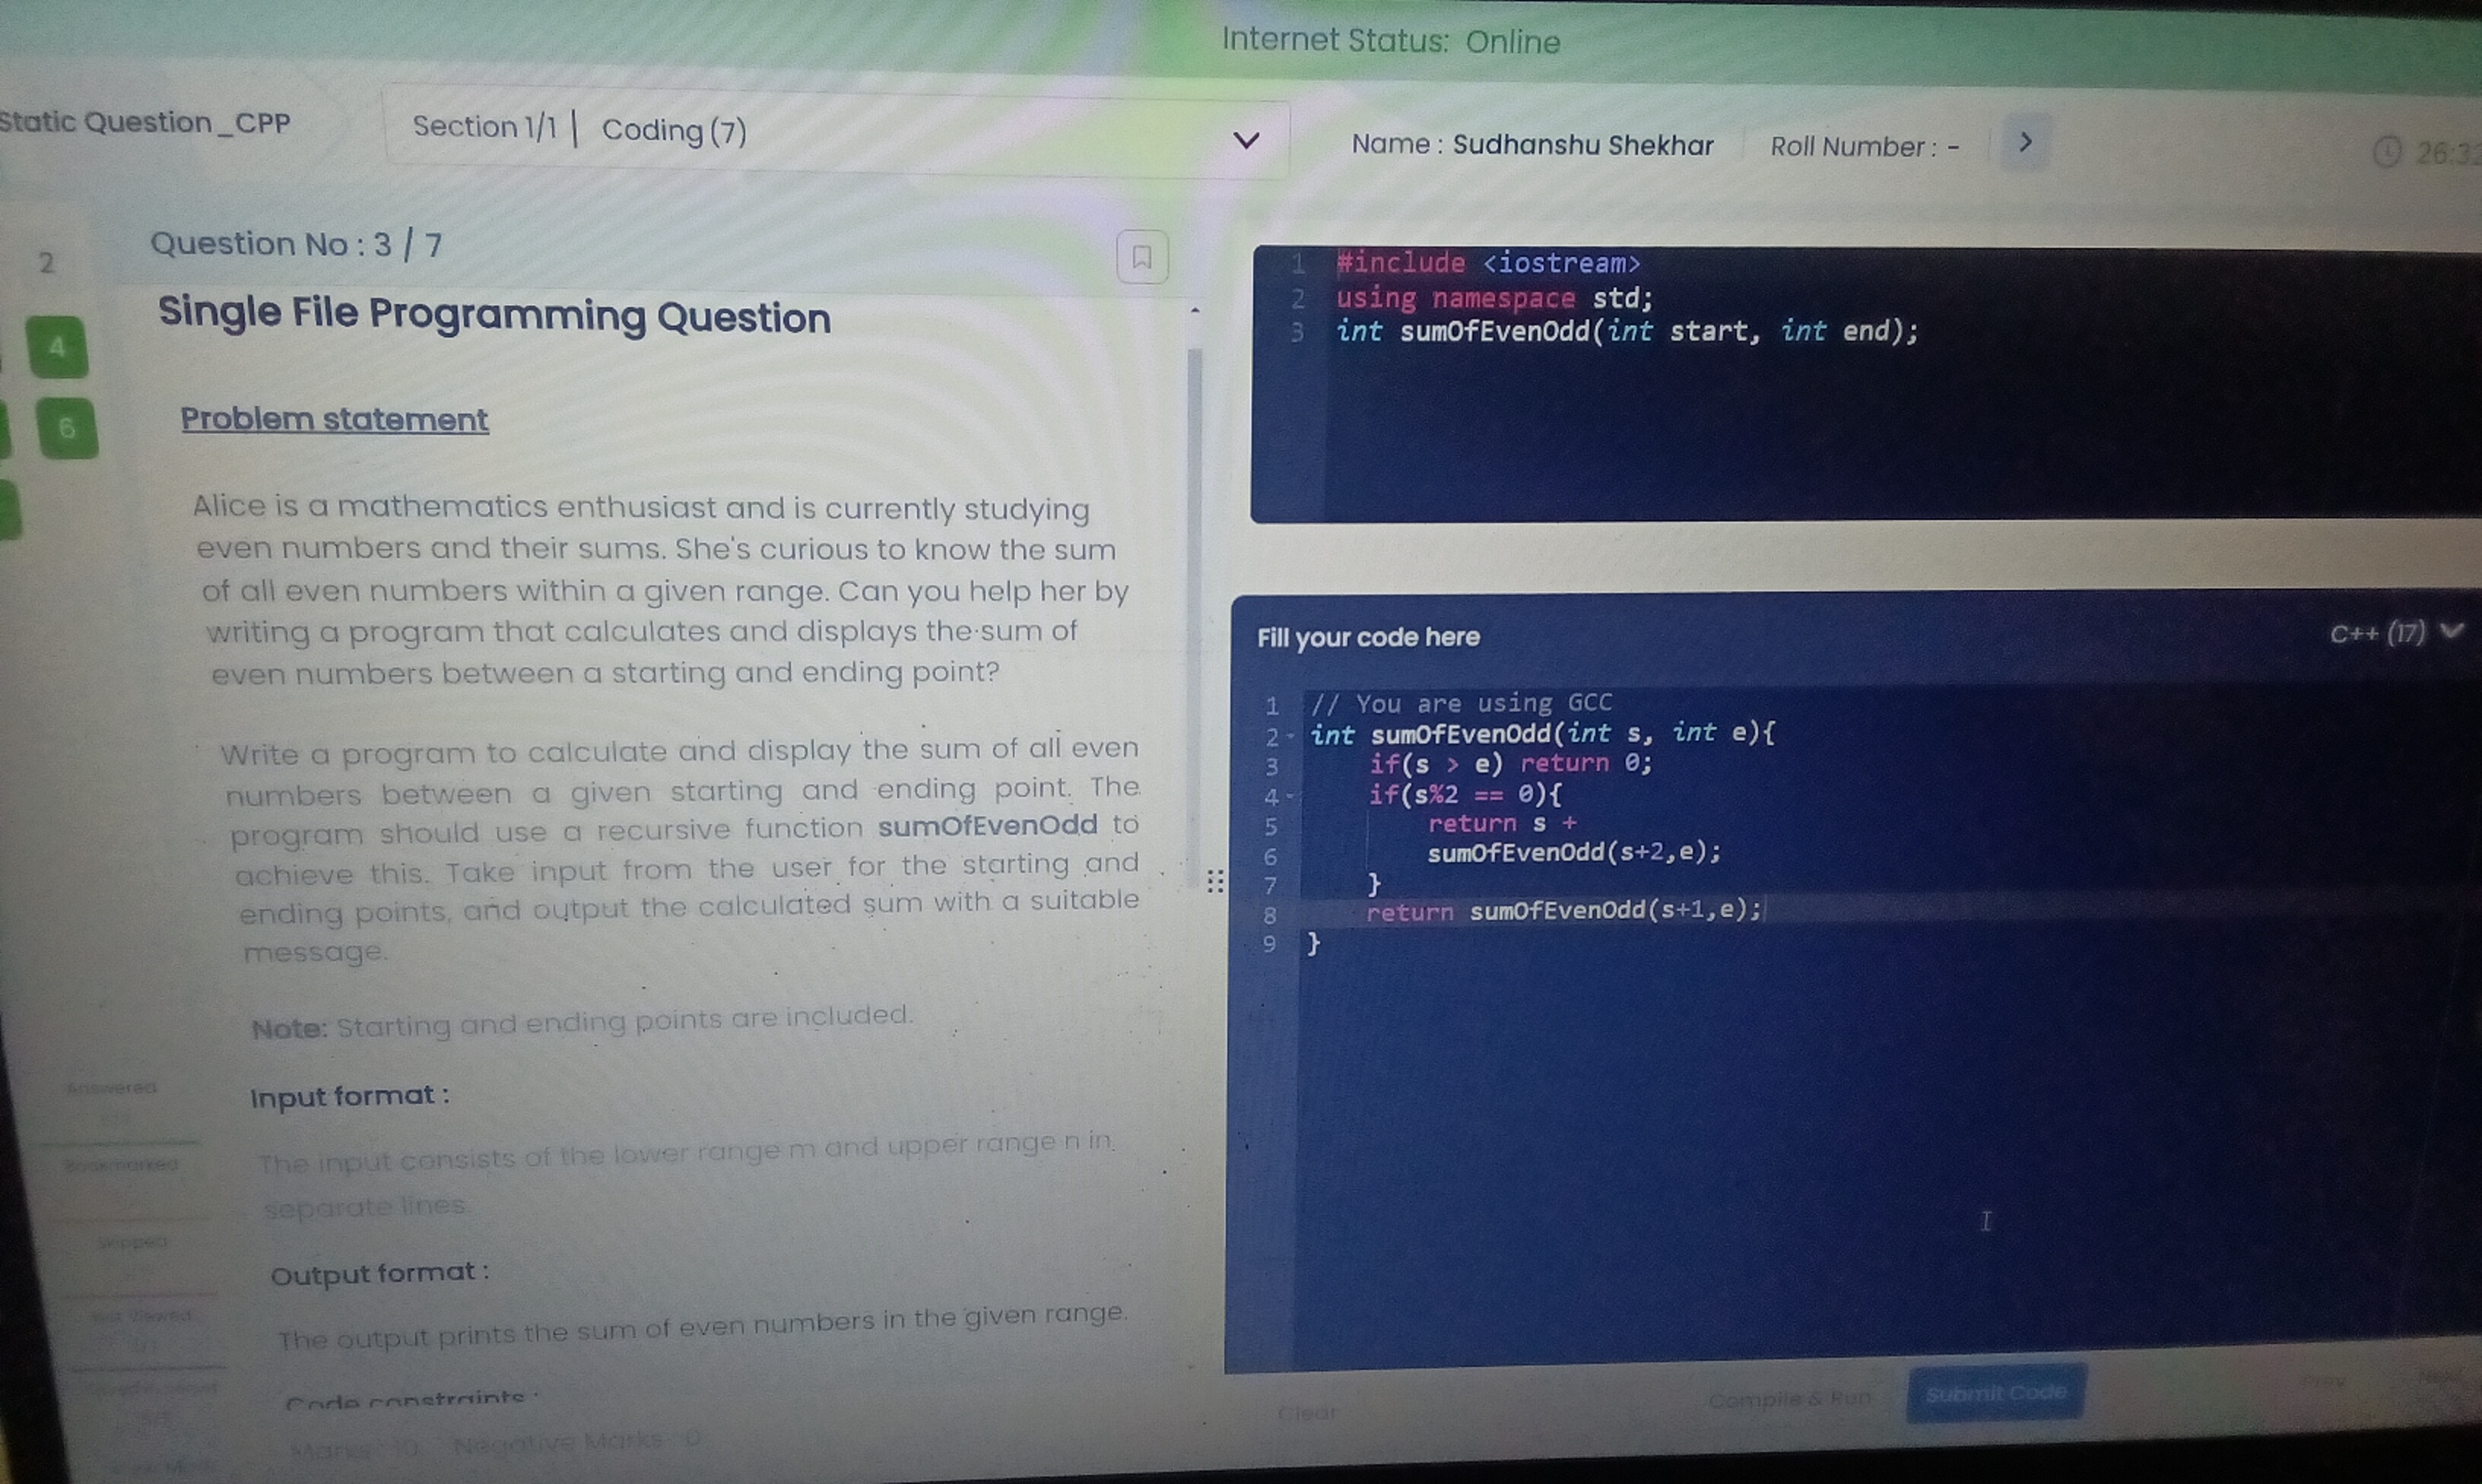 Internet Status: Online
Static Question_CPP
Section 1/1 | Coding (7)
Name : Sudhanshu Shekhar
Roll Number : -
2
4
6
Question No : 3 / 7
Single File Programming Question
Problem statement
Alice is a mathematics enthusiast and is currently studying
even numbers and their sums. She's curious to know the sum
of all even numbers within a given range. Can you help her by
writing a program that calculates and displays the sum of
even numbers between a starting and ending point?
Write a program to calculate and display the sum of all even
numbers between a given starting and ending point. The
program should use a recursive function sumOfEvenOdd to
achieve this. Take input from the user for the starting and
ending points, and output the calculated sum with a suitable
message.
Note: Starting and ending points are included.
Input format :
The input consists of the lower range m and upper range n in
separate lines.
Output format :
The output prints the sum of even numbers in the given range.
Code constraints :
Marks : 10 Negative Marks : 0
Answered
Bookmarked
Skipped
Not Viewed
1 #include <iostream>
2 using namespace std;
3 int sumOfEvenOdd(int start, int end);
Fill your code here
C++ (17)
1 // You are using GCC
2 int sumOfEvenOdd(int s, int e){
3 if(s > e) return 0;
4 if(s%2 == 0){
5 return s +
6 sumOfEvenOdd(s+2,e);
7 }
8 return sumOfEvenOdd(s+1,e);
9 }
Clear
Compile & Run
Submit Code
Prev
Next